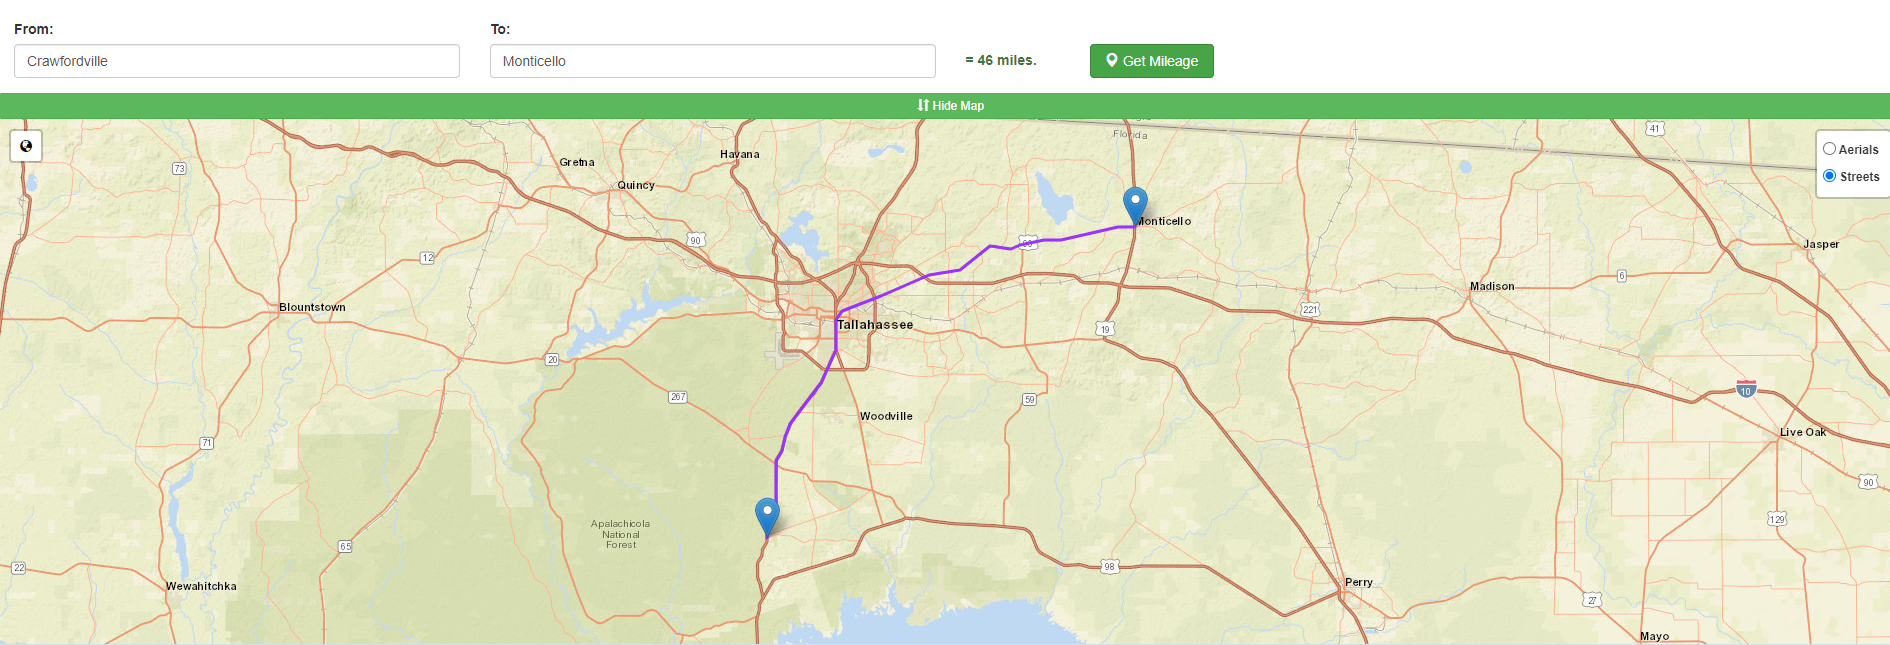 From:
To:
Crawfordville
Monticello
= 46 miles.
Get Mileage
Hide Map
Florida
41
Aerials
Streets
Havana
Gretna
73
Quincy
Monticello
90
90
Jasper
12
6
Madison
Blountstown
221
Tallahassee
19
20
10
267
59
Woodville
Live Oak
71
90
129
Apalachicola
National
Forest
65
98
22
Perry
Wewahitchka
27
Mayo